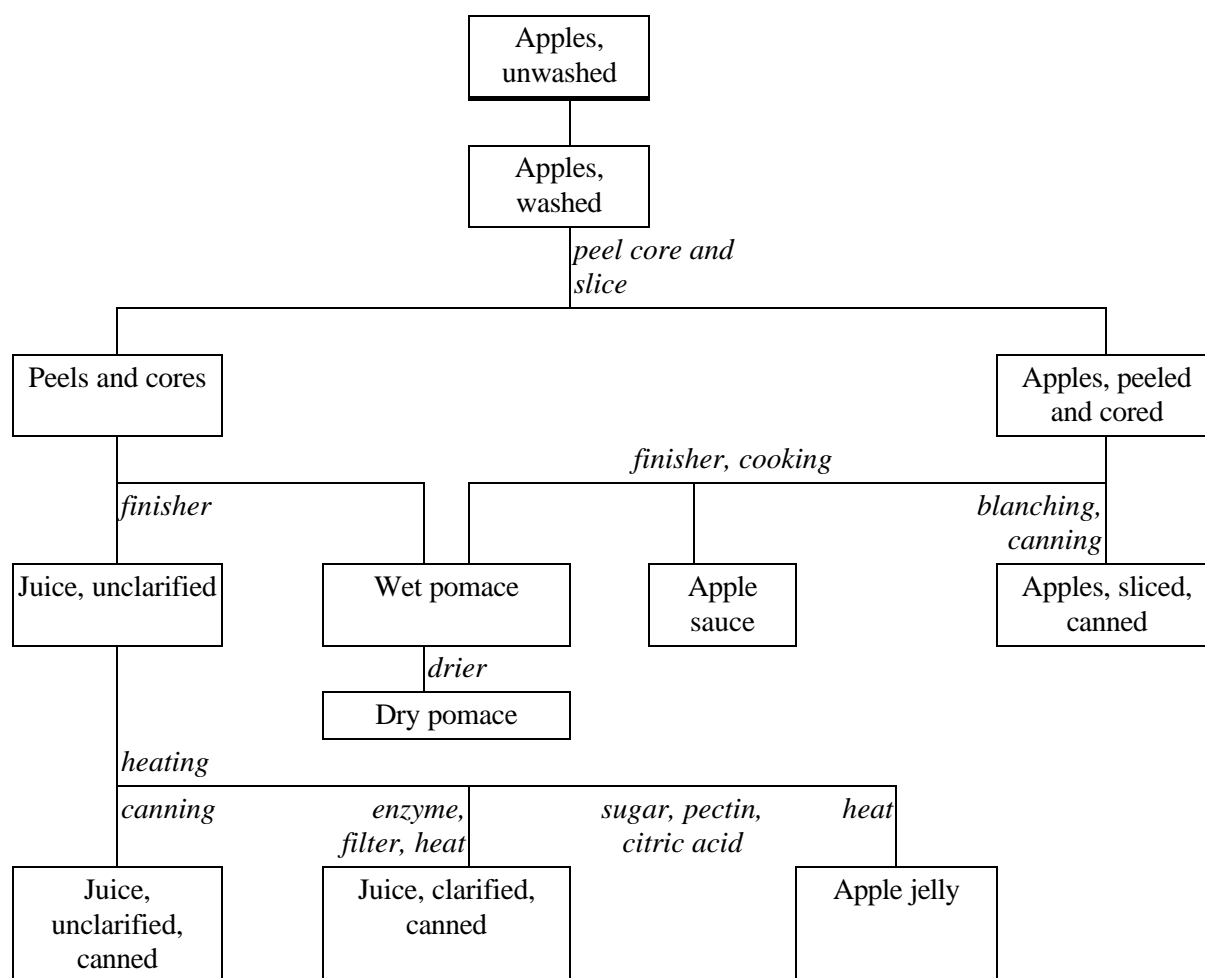 Apples,
unwashed
Apples,
washed
peel core and
slice
Peels and cores
Apples, peeled
and cored
finisher, cooking
finisher
blanching,
canning
Juice, unclarified
Wet pomace
Apple
sauce
Apples, sliced,
canned
drier
Dry pomace
heating
canning
enzyme,
filter, heat
sugar, pectin,
citric acid
heat
Juice,
unclarified,
canned
Juice, clarified,
canned
Apple jelly